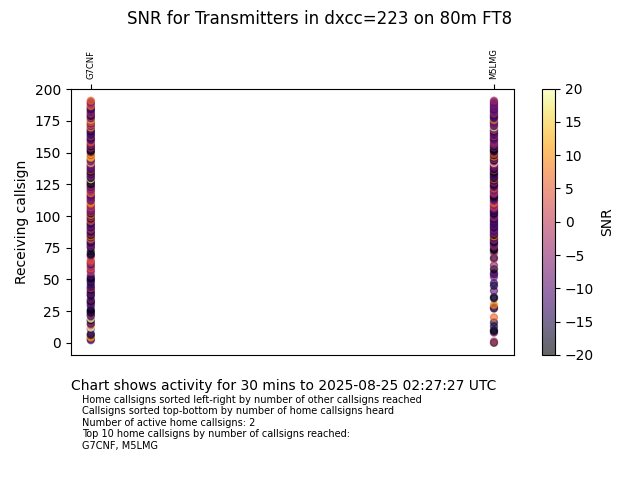 SNR for Transmitters in dxcc=223 on 80m FT8
G7CNF
M5LMG
200
175
150
125
100
75
50
25
0
Receiving callsign
20
15
10
5
0
−5
−10
−15
−20
SNR
Chart shows activity for 30 mins to 2025-08-25 02:27:27 UTC
Home callsigns sorted left-right by number of other callsigns reached
Callsigns sorted top-bottom by number of home callsigns heard
Number of active home callsigns: 2
Top 10 home callsigns by number of callsigns reached:
G7CNF, M5LMG